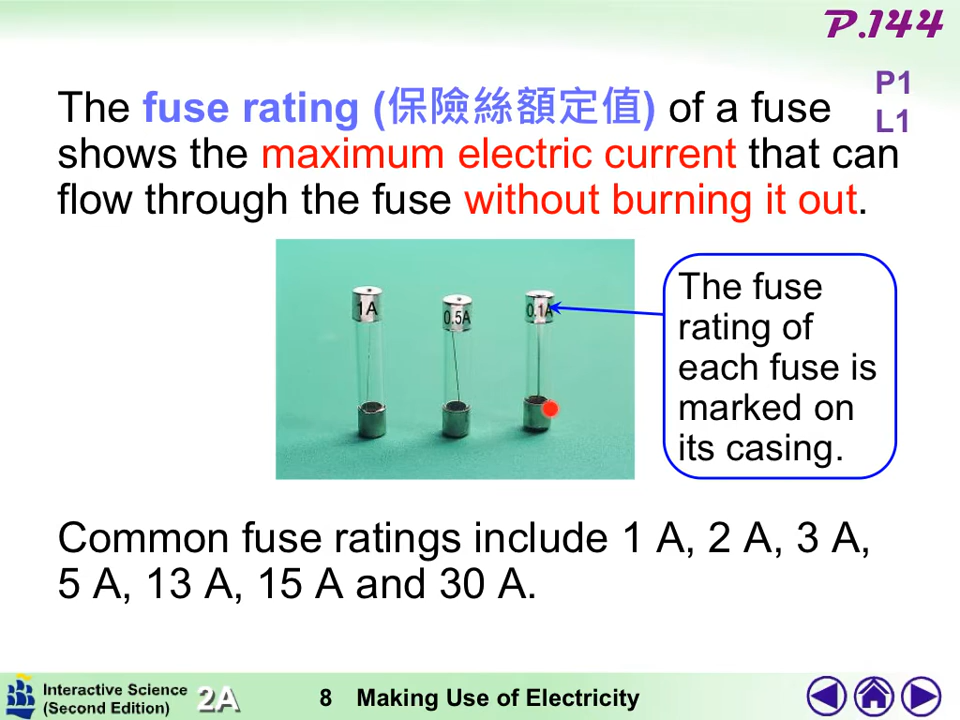 P.144
P1
L1
The fuse rating (保險絲額定值) of a fuse
shows the maximum electric current that can
flow through the fuse without burning it out.
1A
0.5A
0.1A
The fuse
rating of
each fuse is
marked on
its casing.
Common fuse ratings include 1 A, 2 A, 3 A,
5 A, 13 A, 15 A and 30 A.
Interactive Science
(Second Edition)
2A
8 Making Use of Electricity